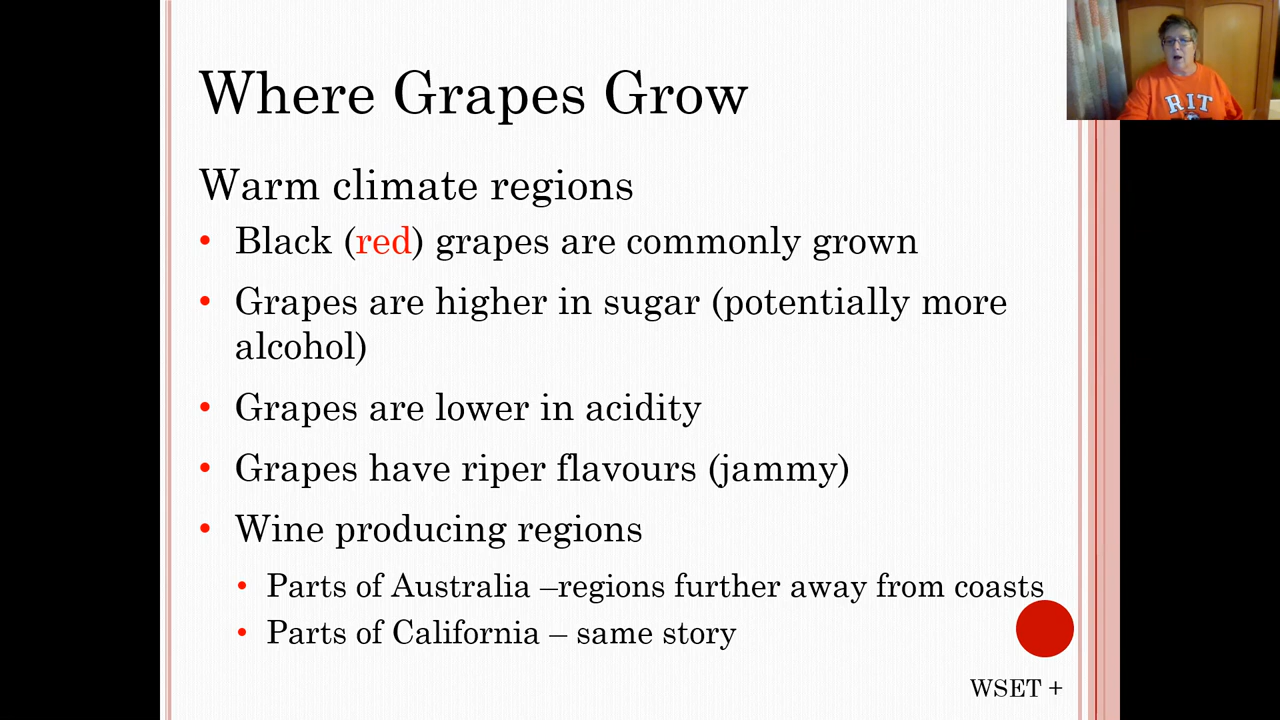 Where Grapes Grow
Warm climate regions
• Black (red) grapes are commonly grown
• Grapes are higher in sugar (potentially more
alcohol)
• Grapes are lower in acidity
• Grapes have riper flavours (jammy)
• Wine producing regions
• Parts of Australia –regions further away from coasts
• Parts of California – same story
WSET +
RIT